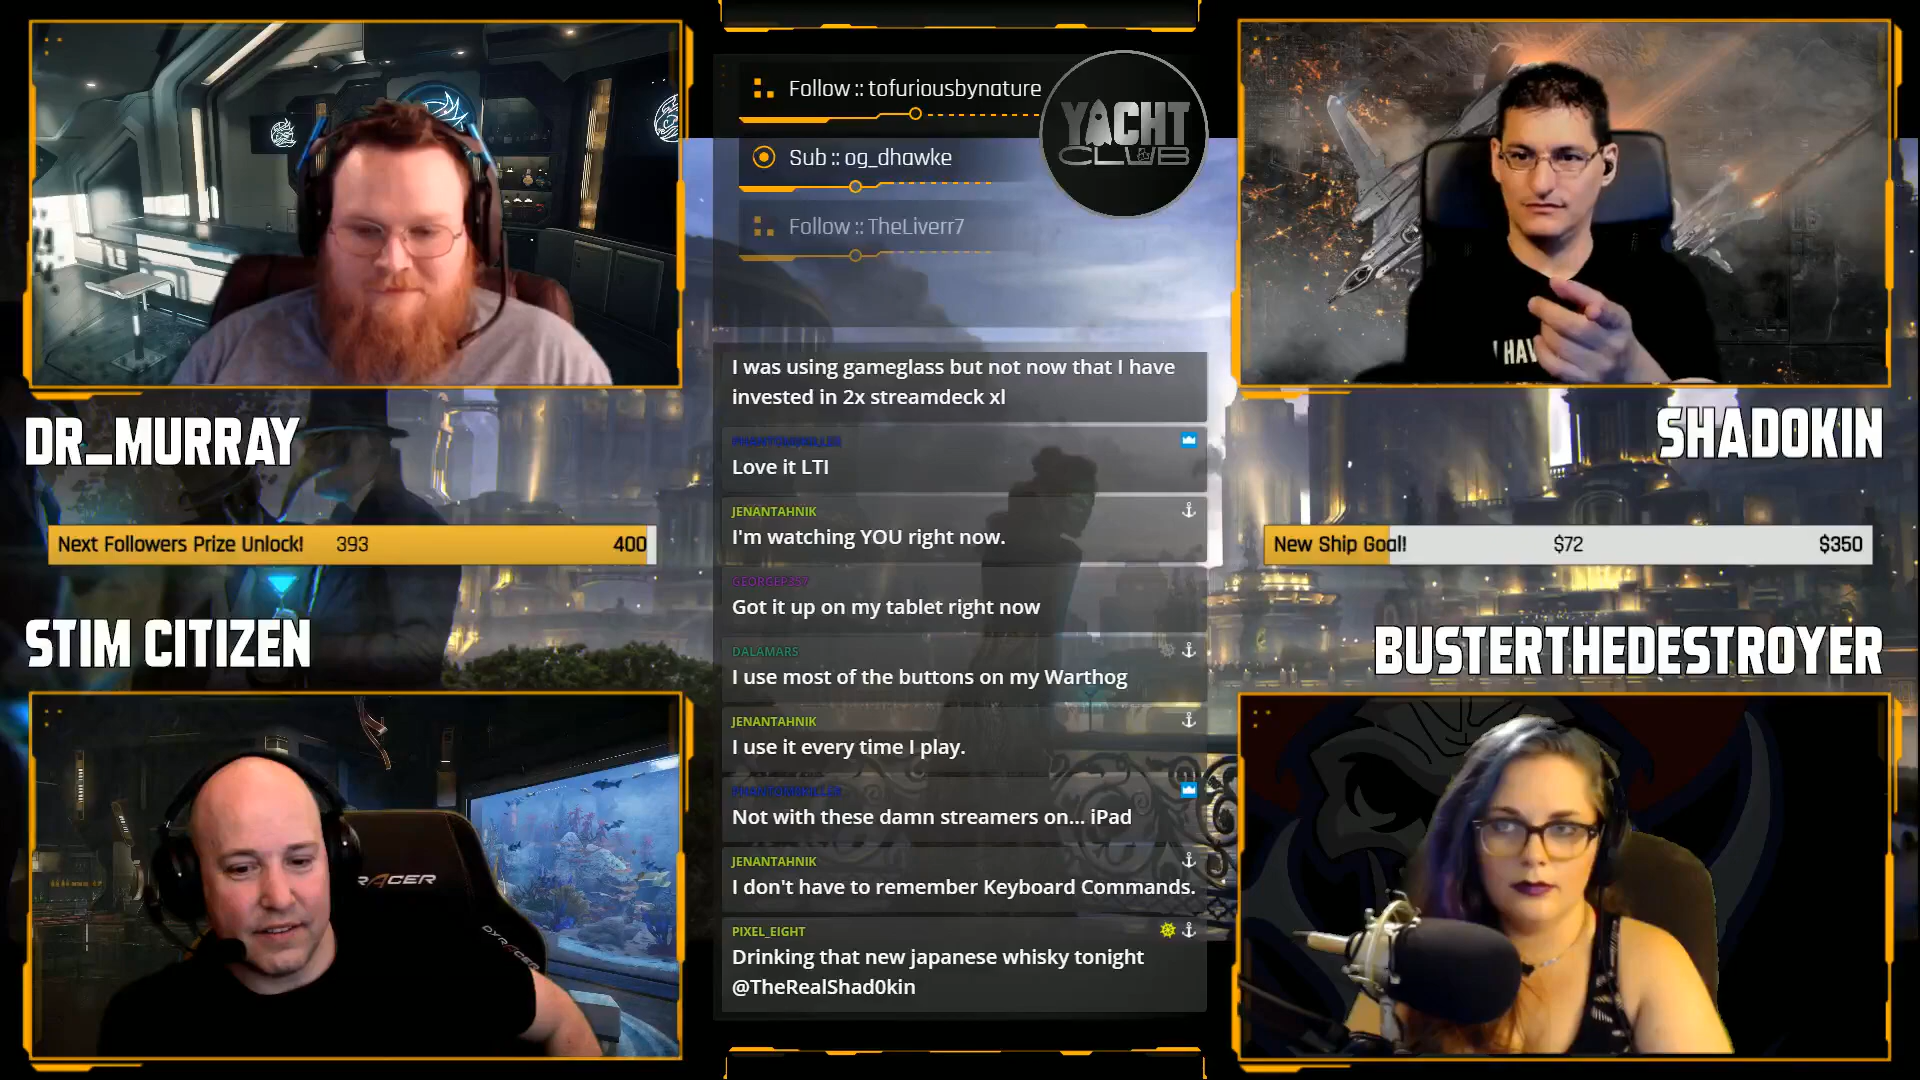 Follow :: tofuriousbynature
YACHT
CLUB
Sub :: og_dhawke
Follow :: TheLiverr7
I HAV
I was using gameglass but not now that I have
invested in 2x streamdeck xl
Love it LTI
JENANTAHNIK
I'm watching YOU right now.
GEORGEP357
Got it up on my tablet right now
DALAMARS
I use most of the buttons on my Warthog
JENANTAHNIK
I use it every time I play.
Not with these damn streamers on... iPad
JENANTAHNIK
I don't have to remember Keyboard Commands.
PIXEL_EIGHT
Drinking that new japanese whisky tonight
@TheRealShad0kin
DR_MURRAY
Next Followers Prize Unlock! 393 400
STIM CITIZEN
SHADOKIN
New Ship Goal! $72 $350
BUSTERTHEDESTROYER
DXRACER